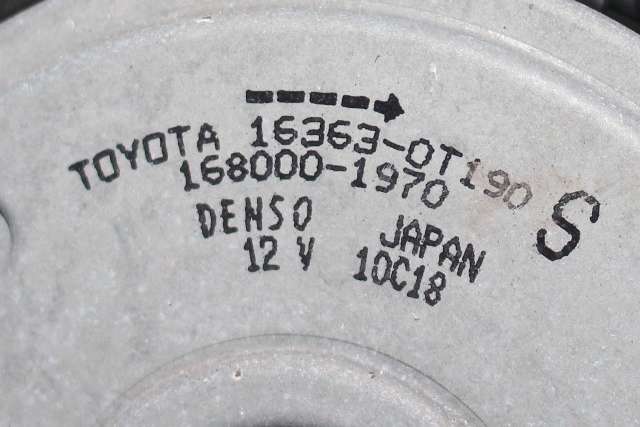 TOYOTA 16363-0T190
168000-1970
S
DENSO JAPAN
12 V 10C18